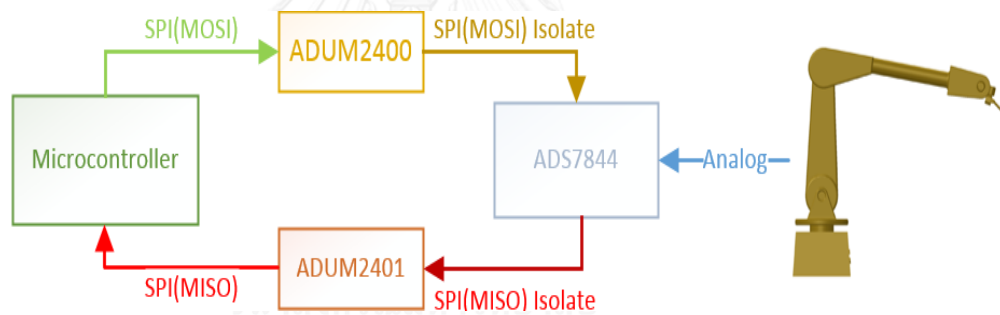 SPI(MOSI)
ADUM2400
SPI(MOSI) Isolate
Microcontroller
ADS7844
Analog
ADUM2401
SPI(MISO)
SPI(MISO) Isolate